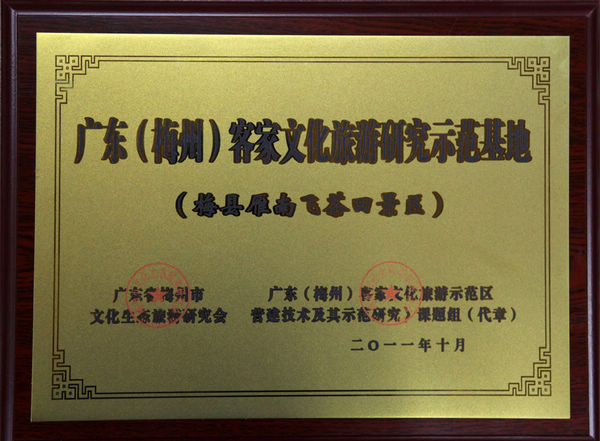 广东（梅州）客家文化旅游研究示范基地
（梅县雁南飞茶田景区）
广东省梅州市
文化生态旅游研究会
广东（梅州）客家文化旅游示范区
营建技术及其示范研究）课题组（代章）
二〇一一年十月